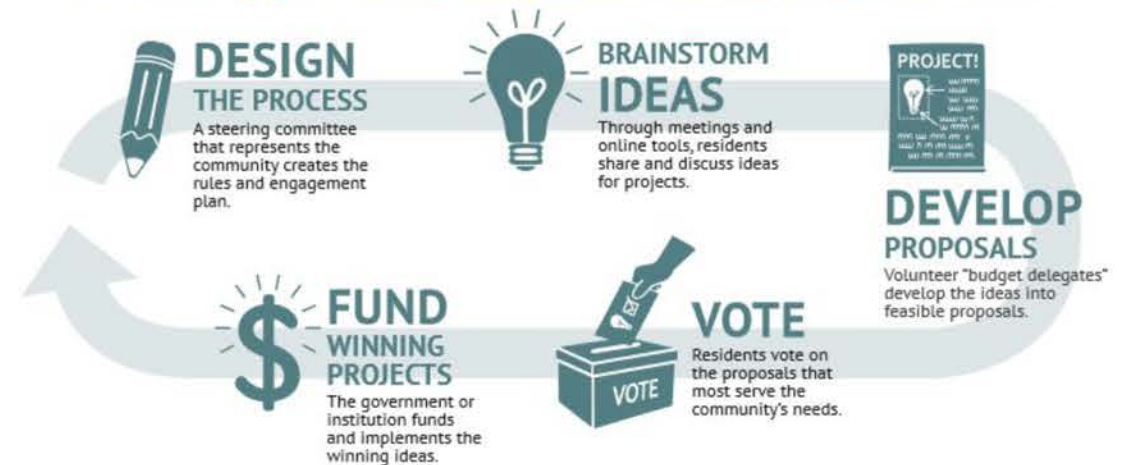 DESIGN
THE PROCESS
A steering committee
that represents the
community creates the
rules and engagement
plan.
BRAINSTORM
IDEAS
Through meetings and
online tools, residents
share and discuss ideas
for projects.
PROJECT!
DEVELOP
PROPOSALS
Volunteer "budget delegates"
develop the ideas into
feasible proposals.
VOTE
VOTE
Residents vote on
the proposals that
most serve the
community's needs.
FUND
WINNING
PROJECTS
The government or
institution funds
and implements the
winning ideas.